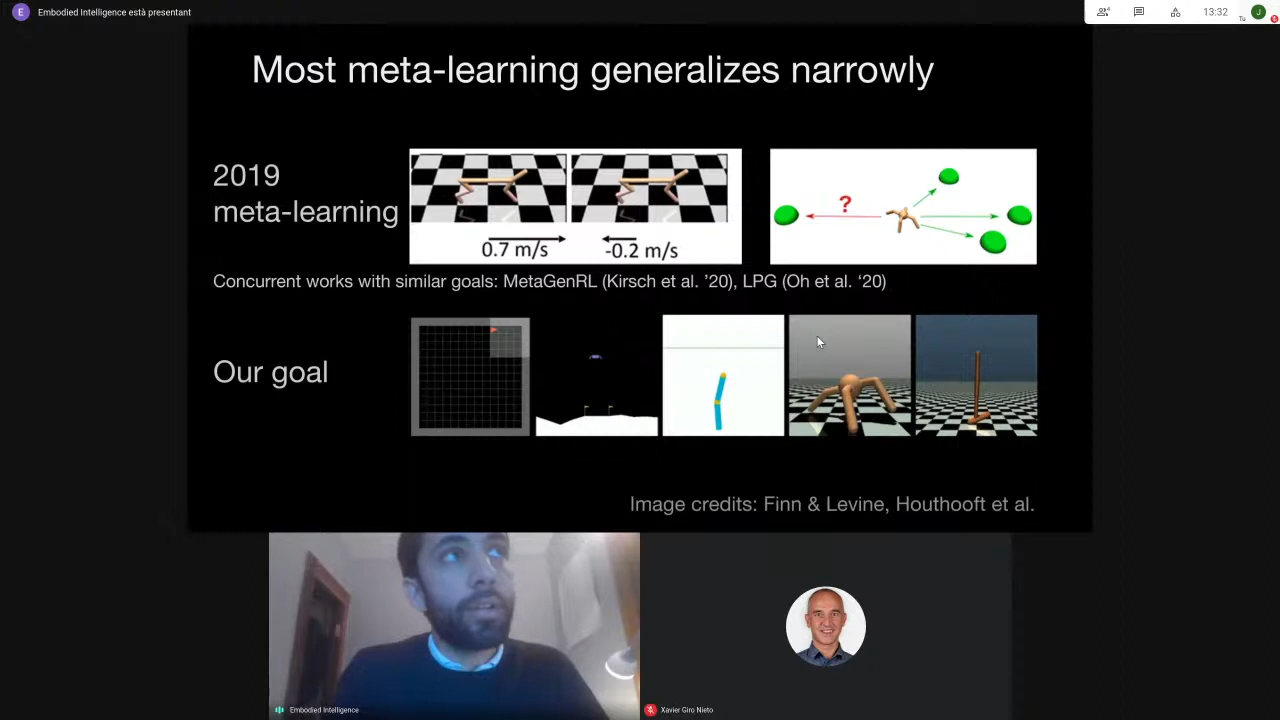 E Embodied Intelligence està presentant
4
13:32
Tu
J
Most meta-learning generalizes narrowly
2019
meta-learning
0.7 m/s
-0.2 m/s
?
Concurrent works with similar goals: MetaGenRL (Kirsch et al. ’20), LPG (Oh et al. ‘20)
Our goal
Image credits: Finn & Levine, Houthooft et al.
Embodied Intelligence
Xavier Giro Nieto